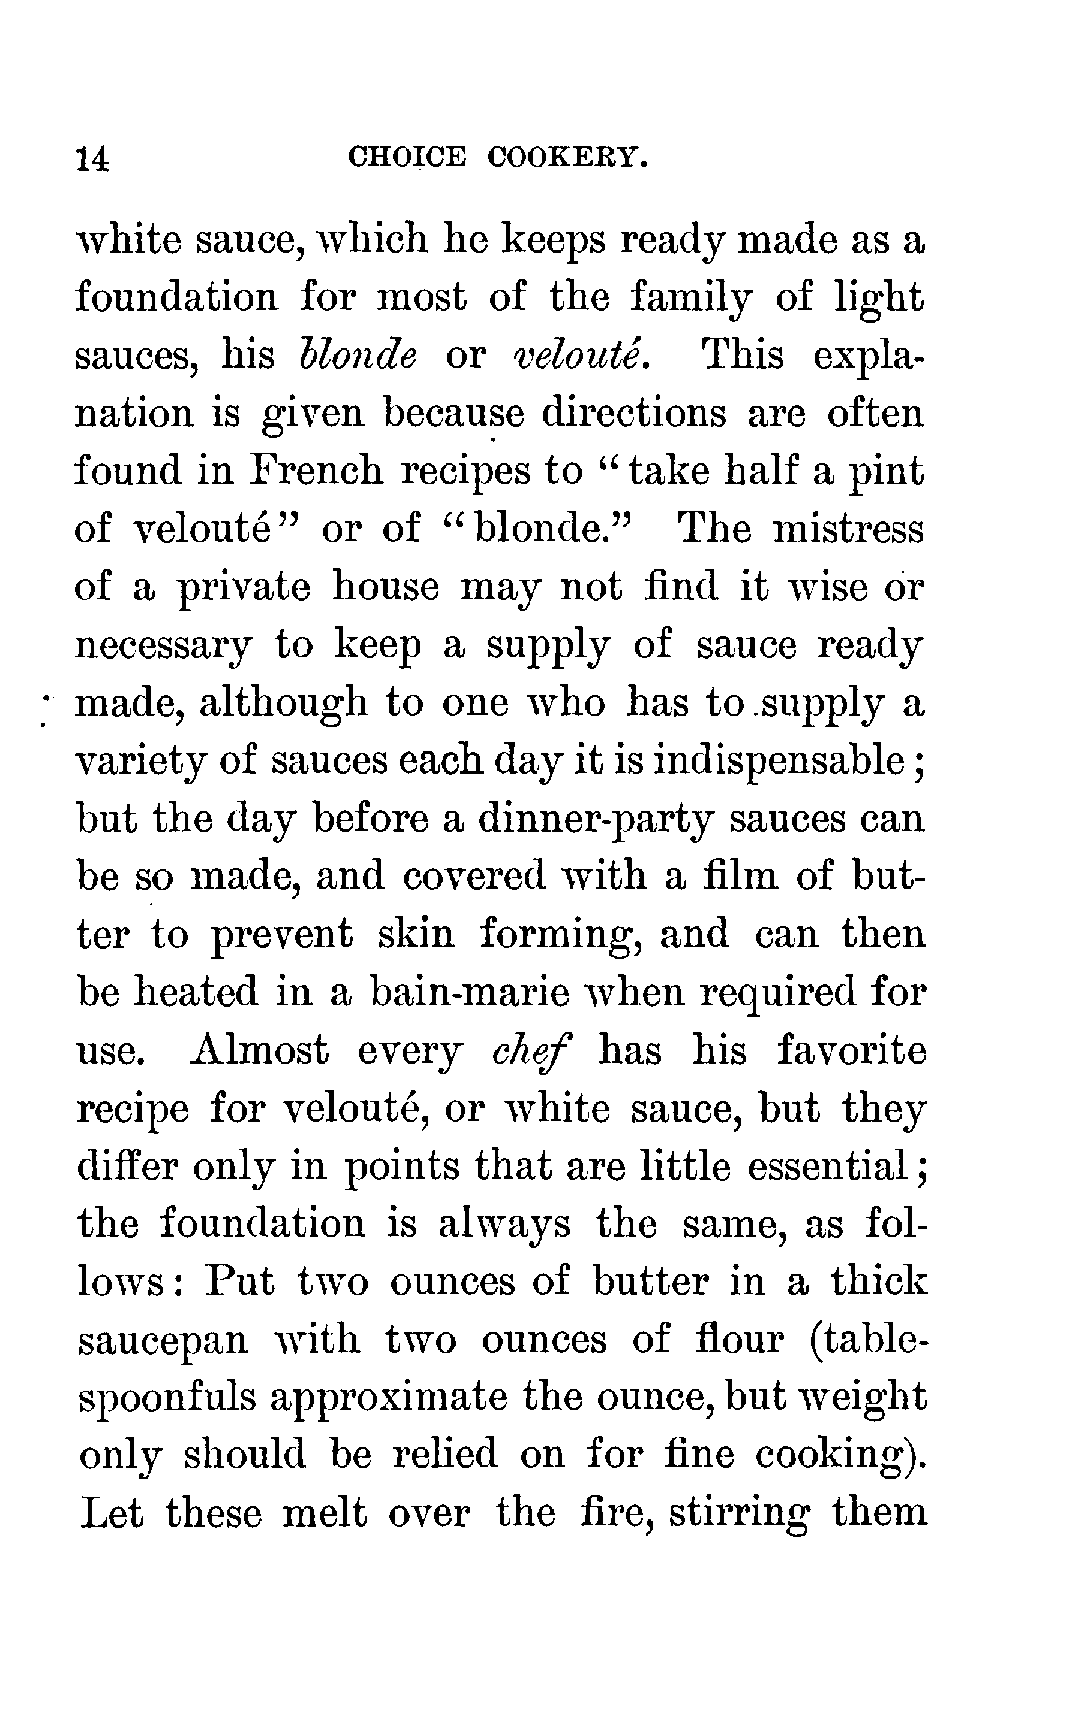 14 CHOICE COOKERY.
white sauce, which he keeps ready made as a
foundation for most of the family of light
sauces, his blonde or velouté. This expla-
nation is given because directions are often
found in French recipes to “take half a pint
of velouté” or of “blonde.” The mistress
of a private house may not find it wise or
necessary to keep a supply of sauce ready
made, although to one who has to supply a
variety of sauces each day it is indispensable;
but the day before a dinner-party sauces can
be so made, and covered with a film of but-
ter to prevent skin forming, and can then
be heated in a bain-marie when required for
use. Almost every chef has his favorite
recipe for velouté, or white sauce, but they
differ only in points that are little essential;
the foundation is always the same, as fol-
lows: Put two ounces of butter in a thick
saucepan with two ounces of flour (table-
spoonfuls approximate the ounce, but weight
only should be relied on for fine cooking).
Let these melt over the fire, stirring them